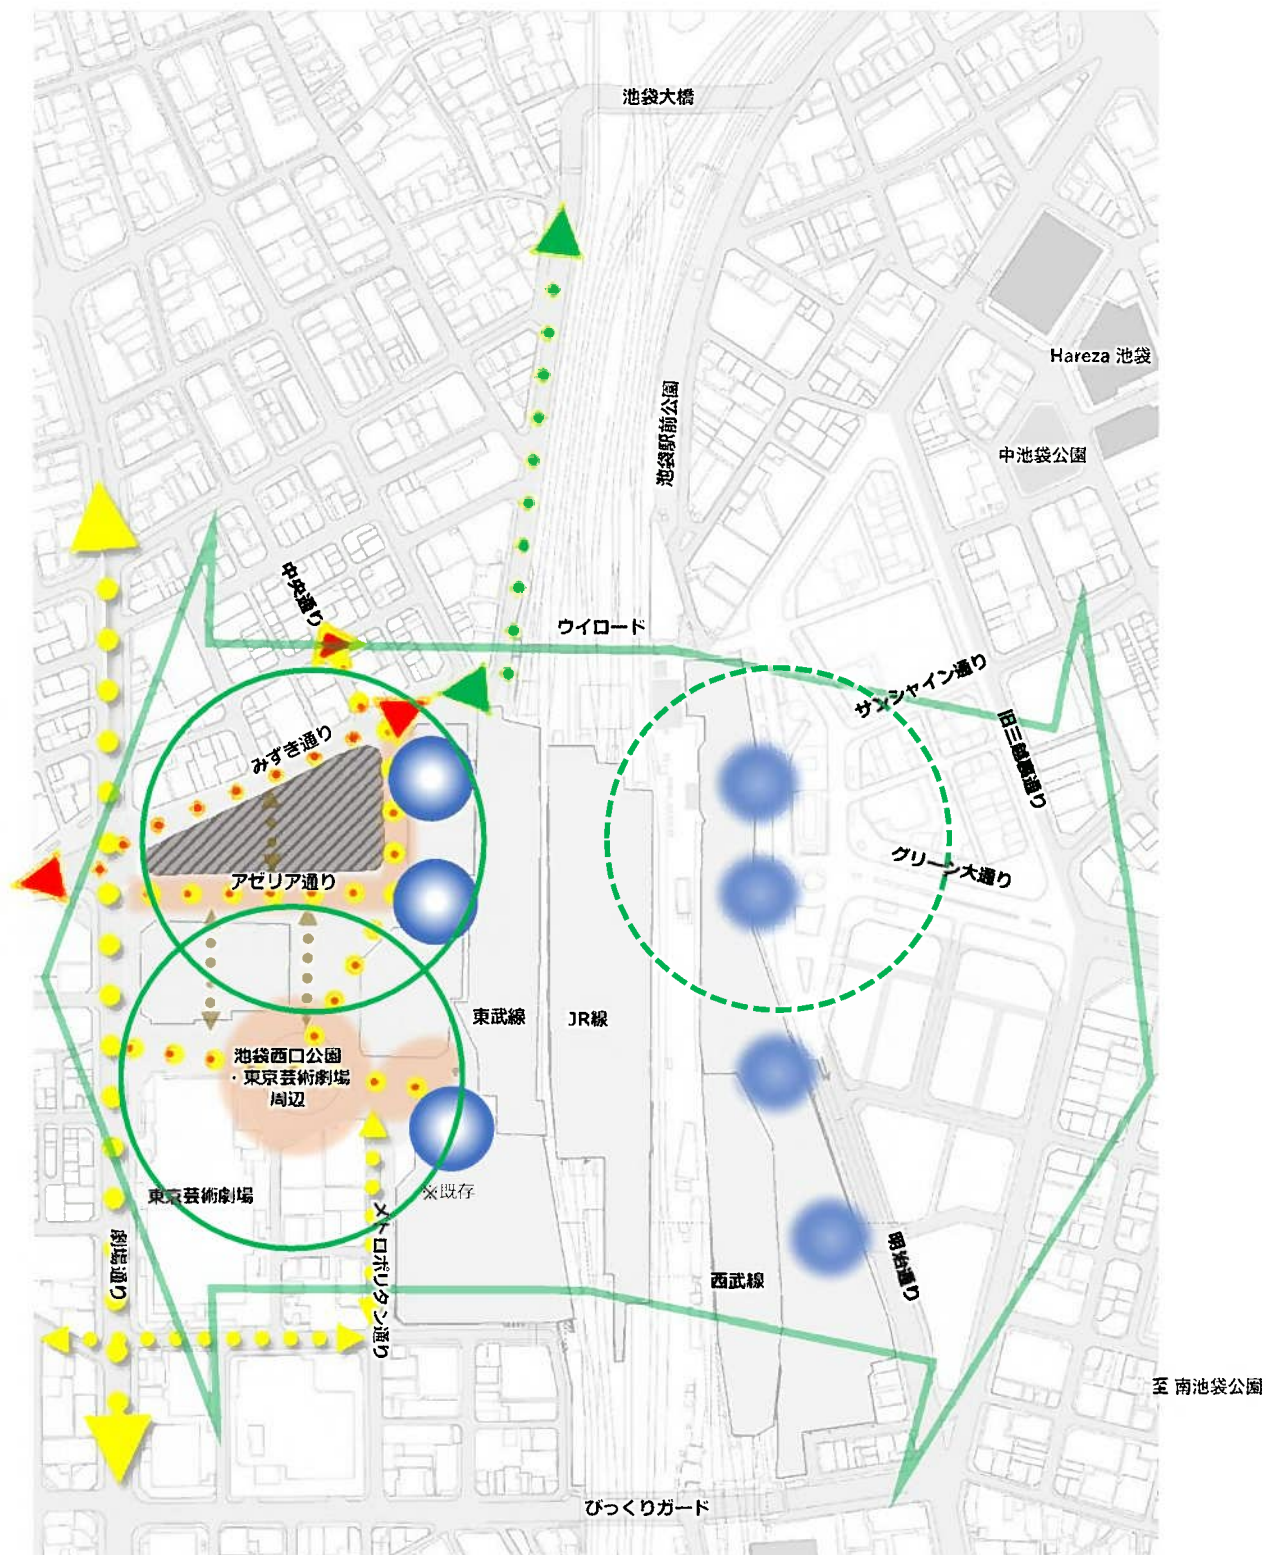 池袋大橋
Hareza 池袋
池袋駅前公園
中池袋公園
中央通り
ウイロード
サンシャイン通り
旧三越裏通り
みずき通り
グリーン大通り
アゼリア通り
東武線
JR線
池袋西口公園
・東京芸術劇場
周辺
※既存
東京芸術劇場
劇場通り
メトロポリタン通り
西武線
明治通り
至 南池袋公園
びっくりガード